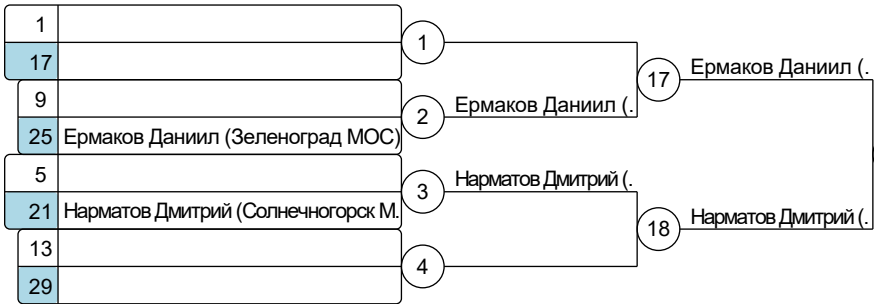 1
17
1
9
25 Ермаков Даниил (Зеленоград МОС)
2
5
21 Нарматов Дмитрий (Солнечногорск М.
3
13
29
4
Ермаков Даниил (.
17
Нарматов Дмитрий (.
18
Ермаков Даниил (.
Нарматов Дмитрий (.